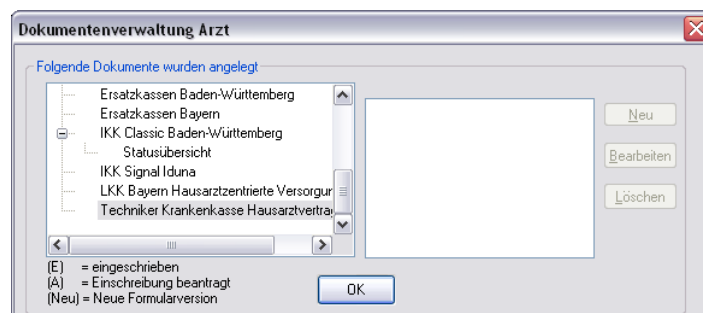 Dokumentenverwaltung Arzt
Folgende Dokumente wurden angelegt
Ersatzkassen Baden-Württemberg
Ersatzkassen Bayern
IKK Classic Baden-Württemberg
Statusübersicht
IKK Signal Iduna
LKK Bayern Hausarztzentrierte Versorgur
Techniker Krankenkasse Hausarztvertra
Neu
Bearbeiten
Löschen
(E) = eingeschrieben
(A) = Einschreibung beantragt
(Neu) = Neue Formularversion
OK